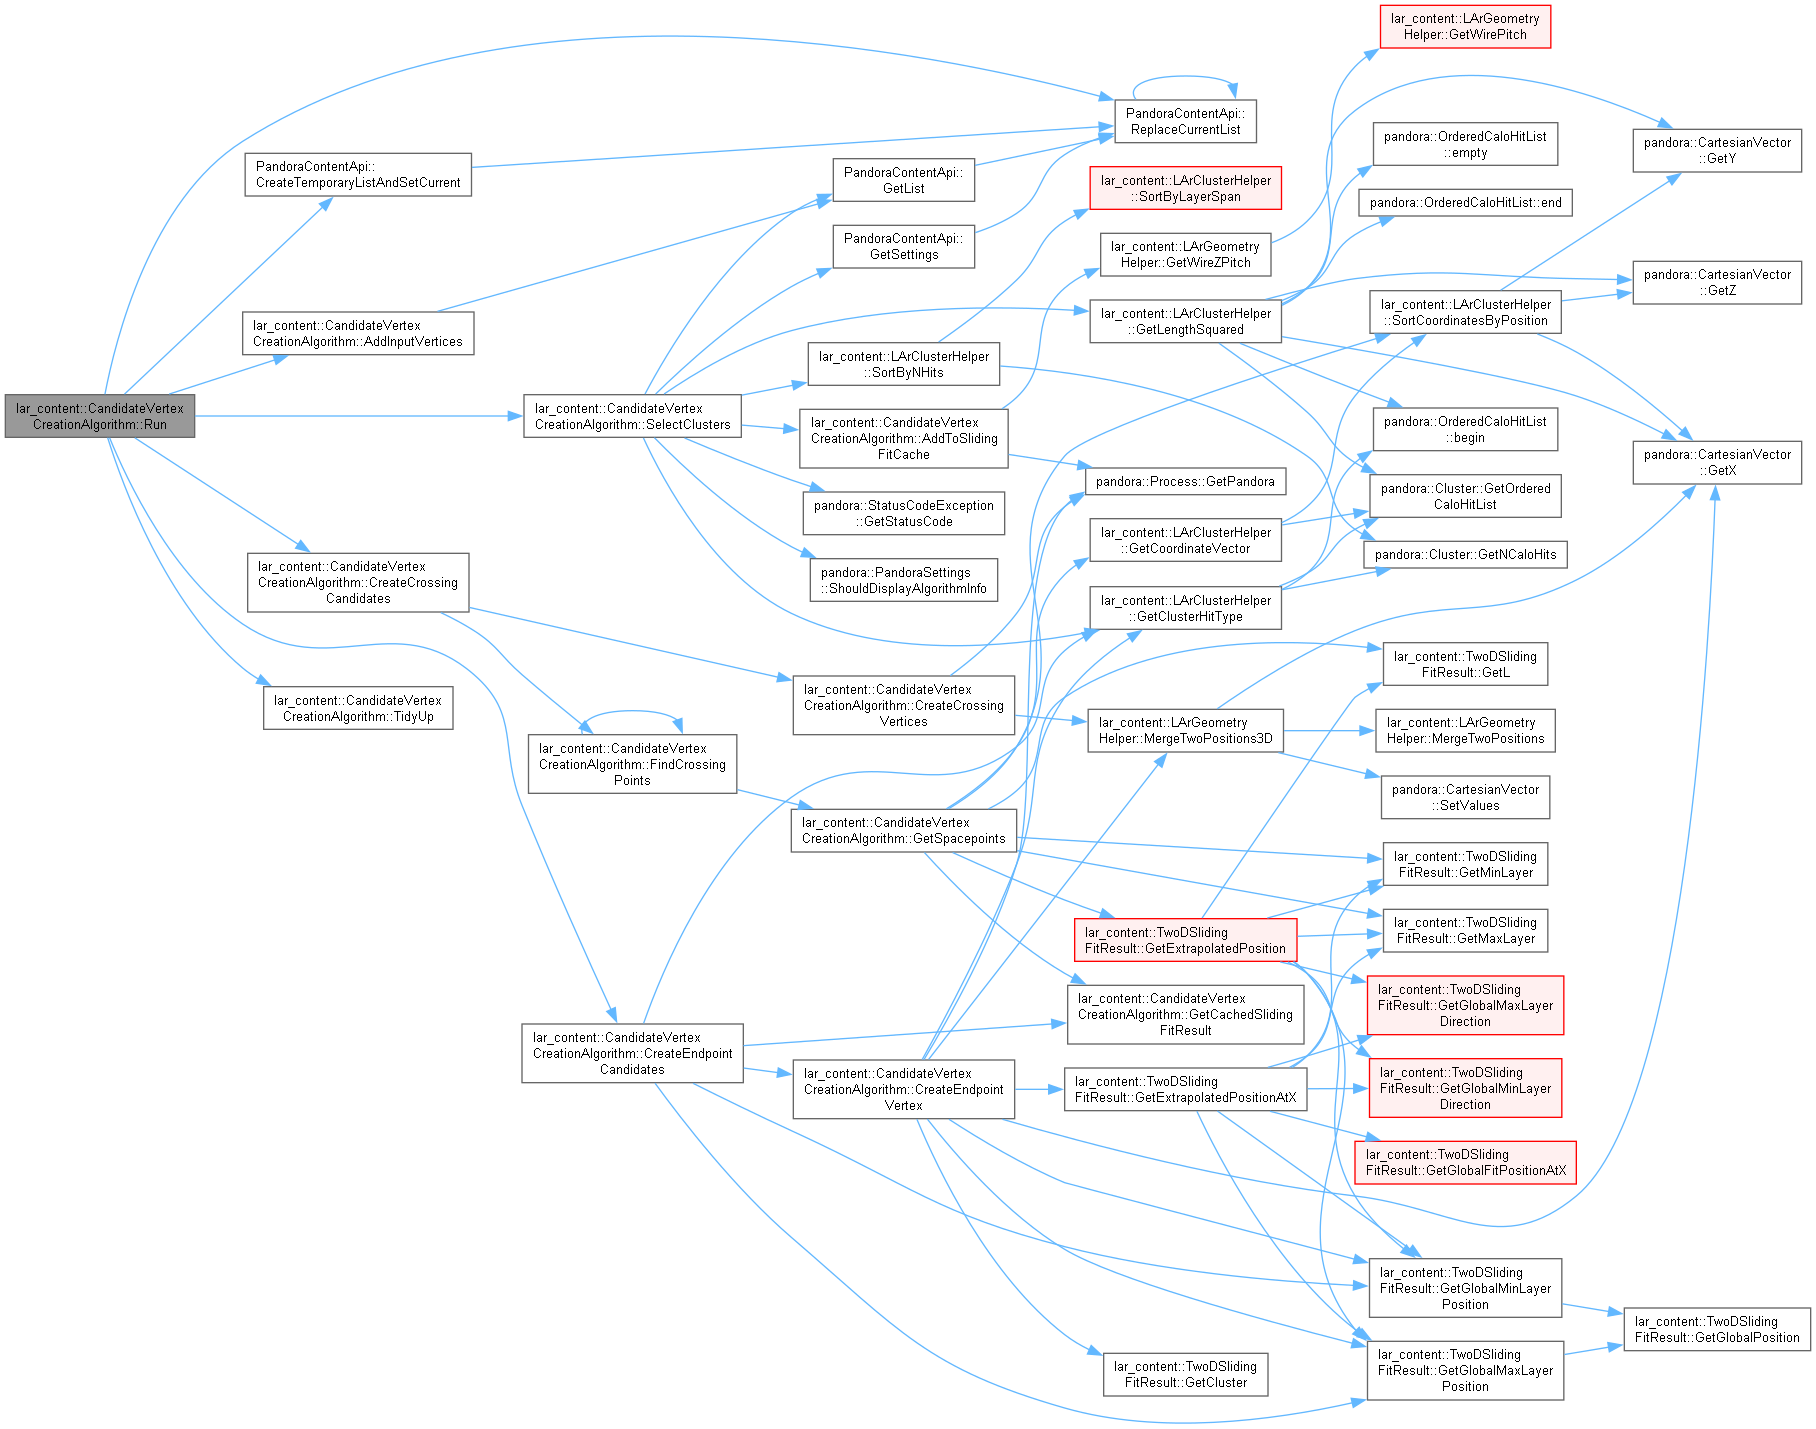 lar_content::CandidateVertex
CreationAlgorithm::Run
PandoraContentApi::
CreateTemporaryListAndSetCurrent
lar_content::CandidateVertex
CreationAlgorithm::AddInputVertices
lar_content::CandidateVertex
CreationAlgorithm::CreateCrossing
Candidates
lar_content::CandidateVertex
CreationAlgorithm::TidyUp
lar_content::CandidateVertex
CreationAlgorithm::SelectClusters
lar_content::CandidateVertex
CreationAlgorithm::FindCrossing
Points
lar_content::CandidateVertex
CreationAlgorithm::CreateEndpoint
Candidates
PandoraContentApi::
GetList
PandoraContentApi::
GetSettings
lar_content::LArClusterHelper
::SortByNHits
lar_content::CandidateVertex
CreationAlgorithm::AddToSliding
FitCache
pandora::StatusCodeException
::GetStatusCode
pandora::PandoraSettings
::ShouldDisplayAlgorithmInfo
lar_content::CandidateVertex
CreationAlgorithm::CreateCrossing
Vertices
lar_content::CandidateVertex
CreationAlgorithm::GetSpacepoints
lar_content::CandidateVertex
CreationAlgorithm::CreateEndpoint
Vertex
PandoraContentApi::
ReplaceCurrentList
lar_content::LArClusterHelper
::SortByLayerSpan
lar_content::LArGeometry
Helper::GetWireZPitch
lar_content::LArClusterHelper
::GetLengthSquared
pandora::Process::GetPandora
lar_content::LArClusterHelper
::GetCoordinateVector
lar_content::LArClusterHelper
::GetClusterHitType
lar_content::LArGeometry
Helper::MergeTwoPositions3D
lar_content::TwoDSliding
FitResult::GetExtrapolatedPosition
lar_content::CandidateVertex
CreationAlgorithm::GetCachedSliding
FitResult
lar_content::TwoDSliding
FitResult::GetExtrapolatedPositionAtX
lar_content::TwoDSliding
FitResult::GetCluster
lar_content::LArGeometry
Helper::GetWirePitch
pandora::OrderedCaloHitList
::empty
pandora::OrderedCaloHitList::end
lar_content::LArClusterHelper
::SortCoordinatesByPosition
pandora::OrderedCaloHitList
::begin
pandora::Cluster::GetOrdered
CaloHitList
pandora::Cluster::GetNCaloHits
lar_content::TwoDSliding
FitResult::GetL
lar_content::LArGeometry
Helper::MergeTwoPositions
pandora::CartesianVector
::SetValues
lar_content::TwoDSliding
FitResult::GetMinLayer
lar_content::TwoDSliding
FitResult::GetMaxLayer
lar_content::TwoDSliding
FitResult::GetGlobalMaxLayer
Direction
lar_content::TwoDSliding
FitResult::GetGlobalMinLayer
Direction
lar_content::TwoDSliding
FitResult::GetGlobalFitPositionAtX
lar_content::TwoDSliding
FitResult::GetGlobalMinLayer
Position
lar_content::TwoDSliding
FitResult::GetGlobalMaxLayer
Position
pandora::CartesianVector
::GetY
pandora::CartesianVector
::GetZ
pandora::CartesianVector
::GetX
lar_content::TwoDSliding
FitResult::GetGlobalPosition